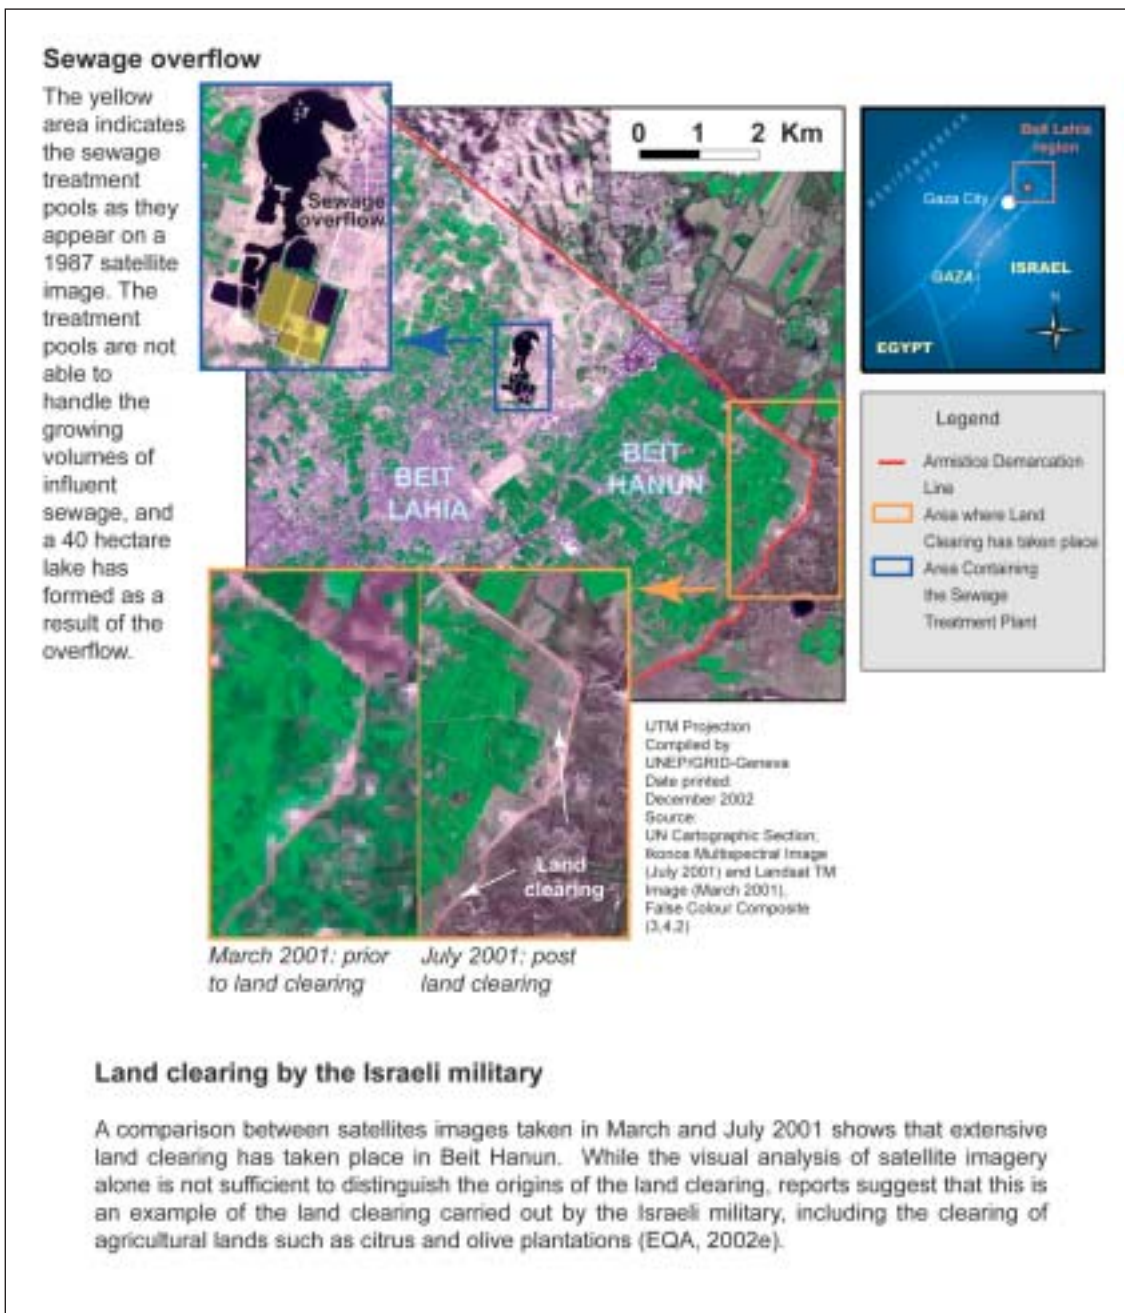 Sewage overflow
The yellow
area indicates
the sewage
treatment
pools as they
appear on a
1987 satellite
image. The
treatment
pools are not
able to
handle the
growing
volumes of
influent
sewage, and
a 40 hectare
lake has
formed as a
result of the
overflow.
Sewage
overflow
0 1 2 Km
BEIT
LAHIA
BEIT
HANUN
MEDITERRANEAN
SEA
Beit Lahia
region
Gaza City
GAZA
ISRAEL
EGYPT
N
Legend
Armistice Demarcation
Line
Area where Land
Clearing has taken place
Area Containing
the Sewage
Treatment Plant
Land
clearing
March 2001: prior
to land clearing
July 2001: post
land clearing
UTM Projection
Compiled by
UNEP/GRID-Geneva
Date printed:
December 2002
Source:
UN Cartographic Section,
Ikonos Multispectral Image
(July 2001) and Landsat TM
Image (March 2001),
False Colour Composite
(3,4,2)
Land clearing by the Israeli military
A comparison between satellites images taken in March and July 2001 shows that extensive
land clearing has taken place in Beit Hanun. While the visual analysis of satellite imagery
alone is not sufficient to distinguish the origins of the land clearing, reports suggest that this is
an example of the land clearing carried out by the Israeli military, including the clearing of
agricultural lands such as citrus and olive plantations (EQA, 2002e).